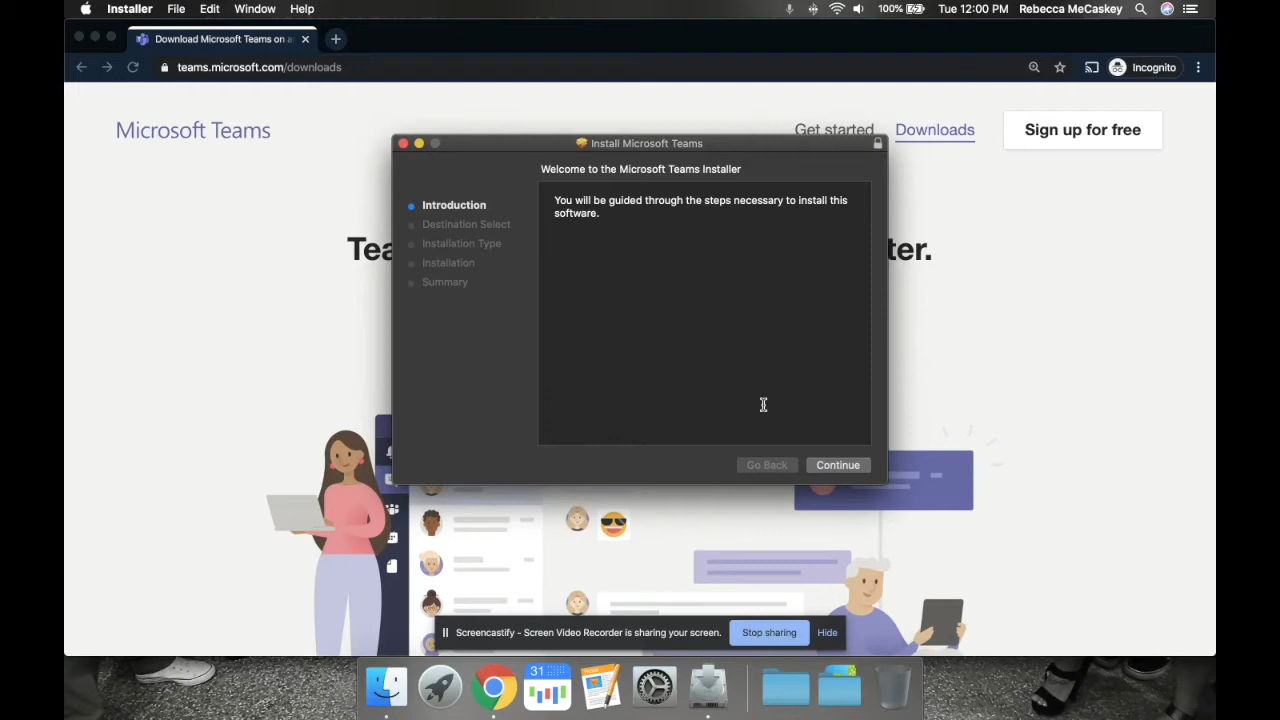 Installer File Edit Window Help 100% Tue 12:00 PM Rebecca McCaskey
Download Microsoft Teams on a
teams.microsoft.com/downloads Incognito
Microsoft Teams Get started Downloads Sign up for free
Install Microsoft Teams
Welcome to the Microsoft Teams Installer
You will be guided through the steps necessary to install this
software.
Introduction
Destination Select
Installation Type
Installation
Summary
Tea ter.
Go Back Continue
Screencastify - Screen Video Recorder is sharing your screen. Stop sharing Hide
31